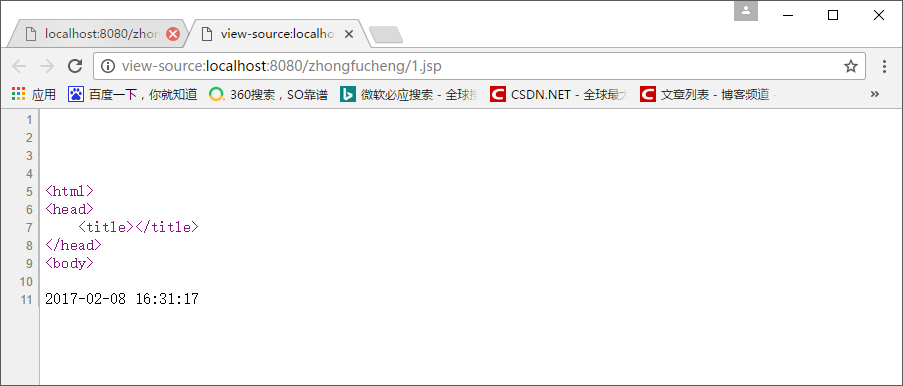 localhost:8080/zhon
view-source:localho
view-source:localhost:8080/zhongfucheng/1.jsp
应用 百度一下，你就知道 360搜索，SO靠谱 微软必应搜索 - 全球搜 CSDN.NET - 全球最大 文章列表 - 博客频道 -
1
2
3
4
5 <html>
6 <head>
7 <title></title>
8 </head>
9 <body>
10
11 2017-02-08 16:31:17